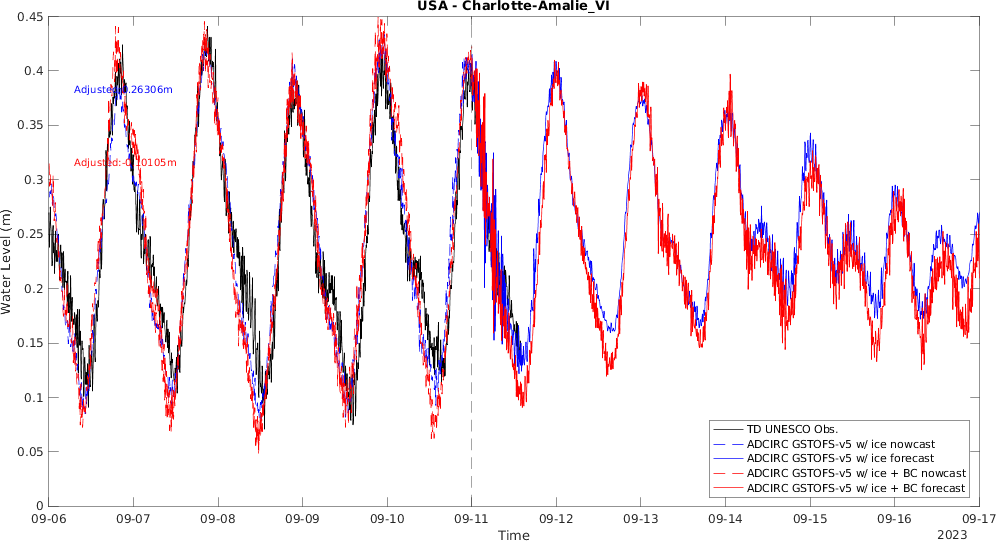 USA - Charlotte-Amalie_VI
Water Level (m)
0.45
0.4
0.35
0.3
0.25
0.2
0.15
0.1
0.05
0
m
TD UNESCO Obs.
ADCIRC GSTOFS-v5 w/ ice nowcast
ADCIRC GSTOFS-v5 w/ ice forecast
ADCIRC GSTOFS-v5 w/ ice + BC nowcast
ADCIRC GSTOFS-v5 w/ ice + BC forecast
09-06 09-07 09-08 09-09 09-10 09-11 09-12 09-13 09-14 09-15 09-16 09-17
Time
2023